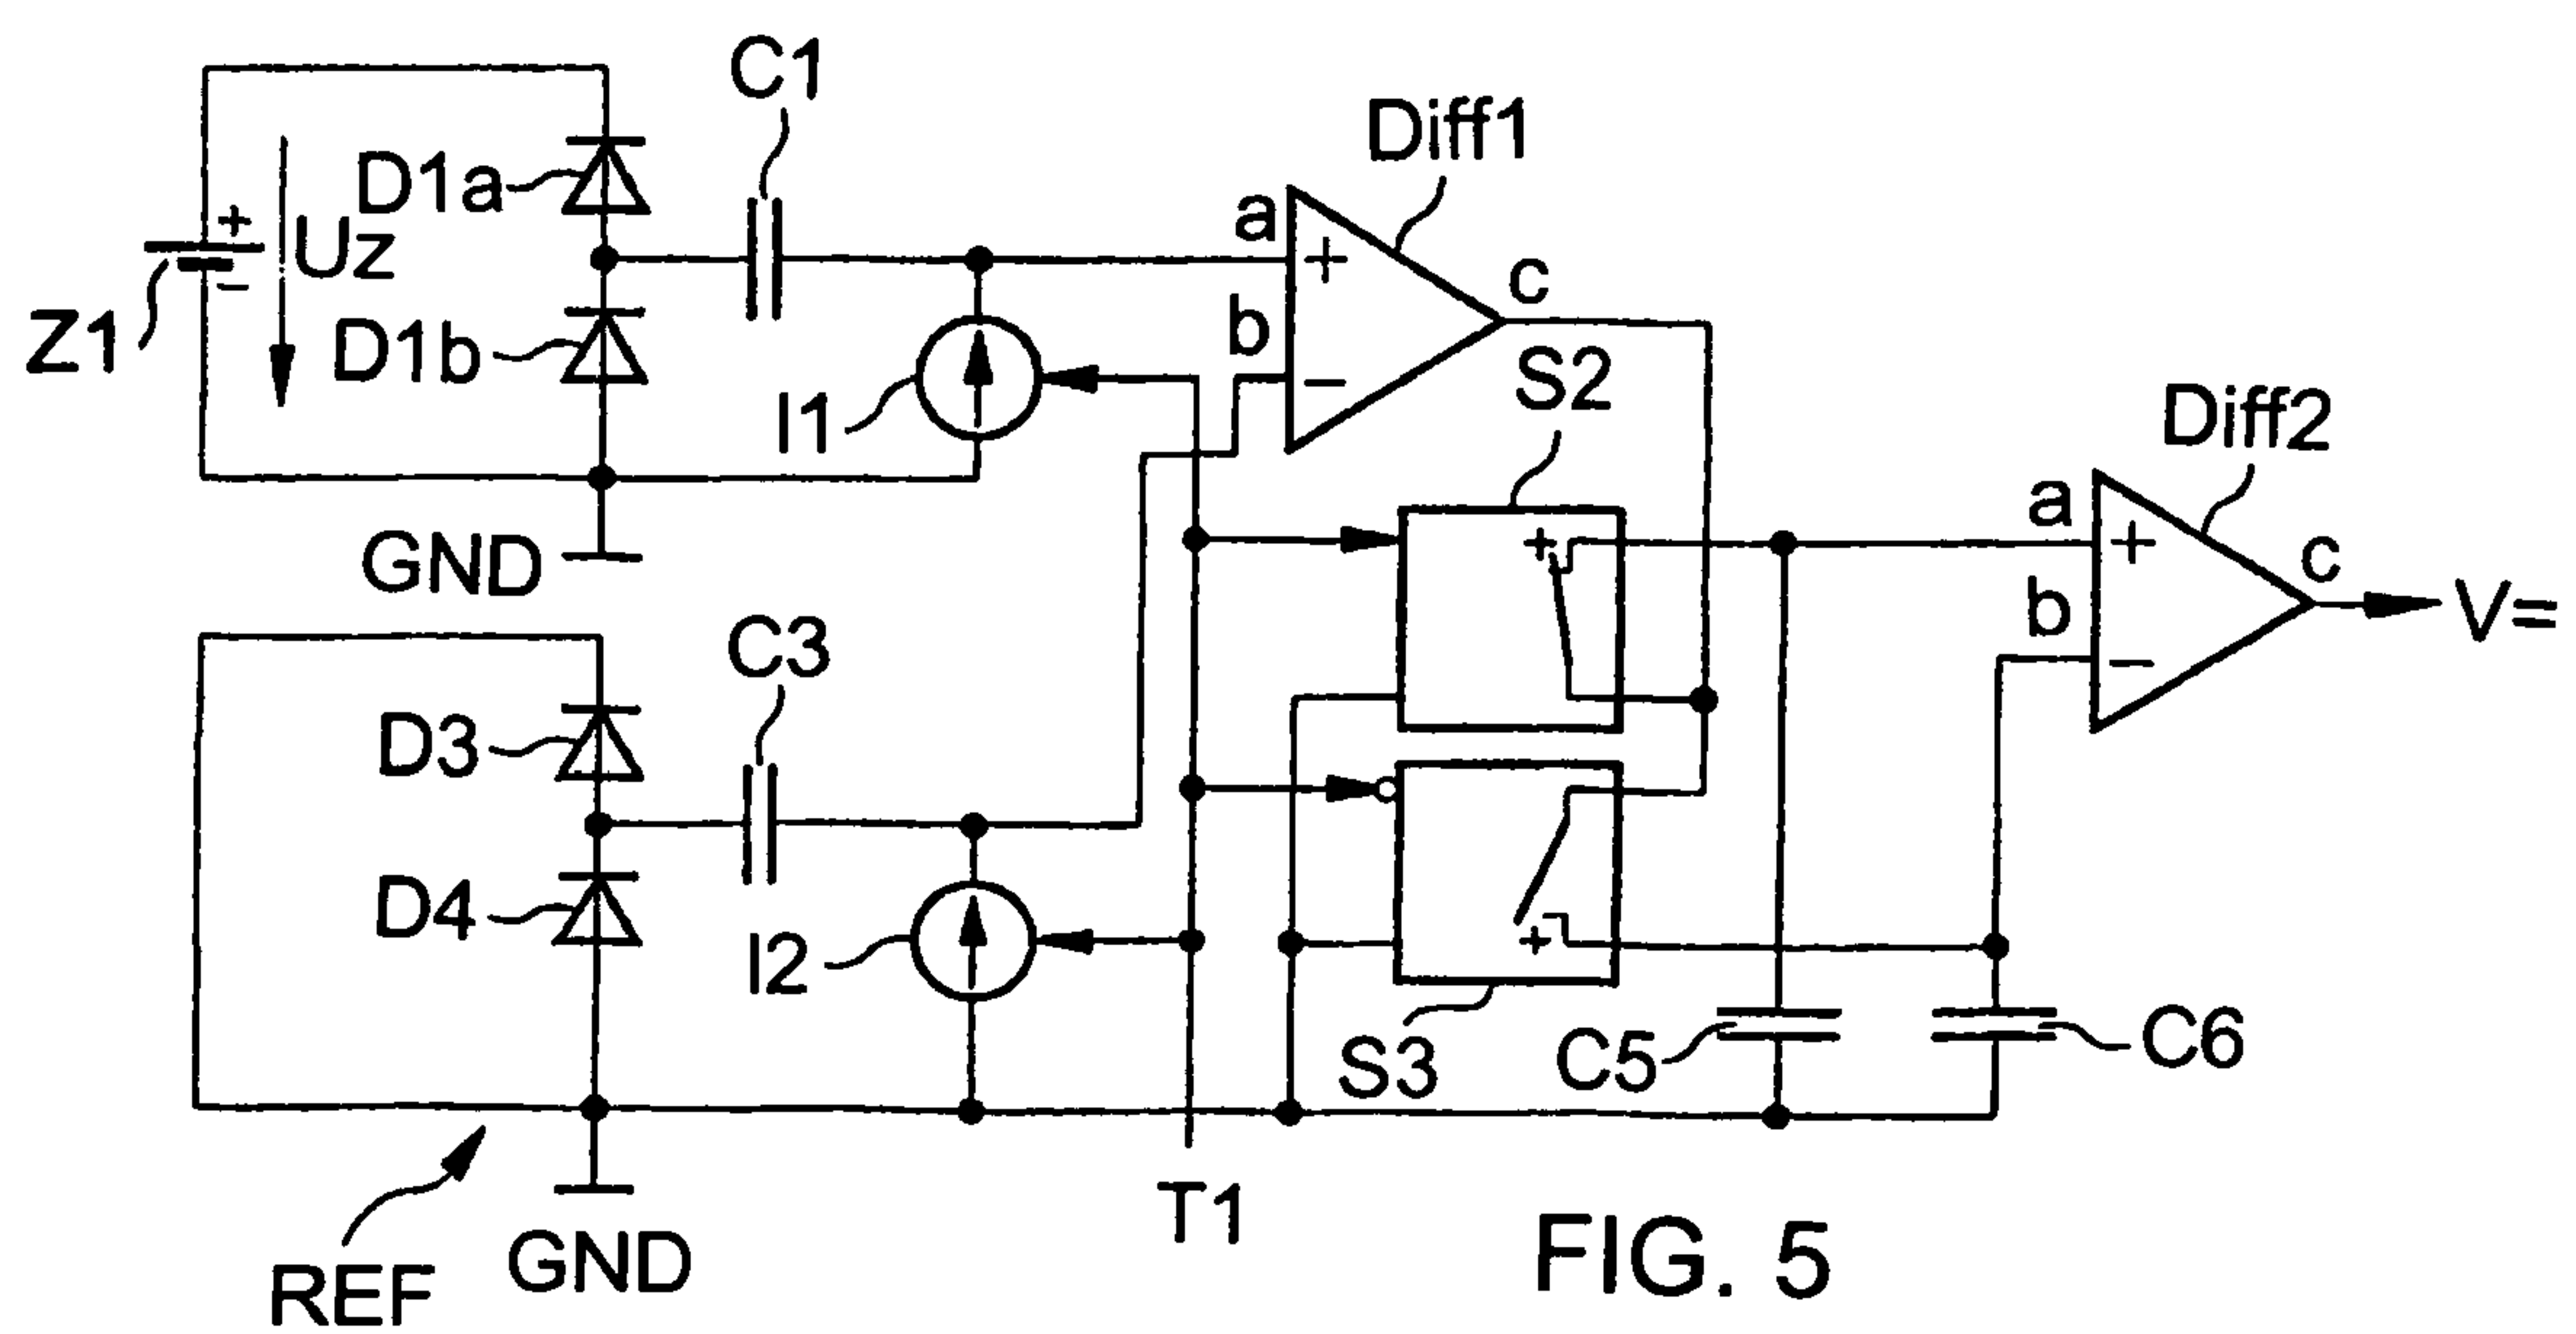 C1
Diff1
D1a
a
+
+
Uz
c
b
Z1
−
D1b
S2
−
I1
Diff2
a
GND
+
+
c
V=
b
C3
−
D3
D4
I2
+
C6
S3
C5
T1
FIG. 5
GND
REF